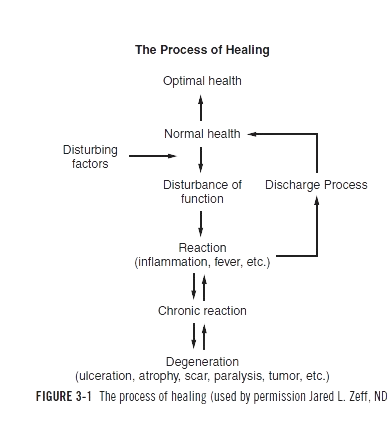 The Process of Healing
Optimal health
Normal health
Disturbing
factors
Disturbance of
function
Discharge Process
Reaction
(inflammation, fever, etc.)
Chronic reaction
Degeneration
(ulceration, atrophy, scar, paralysis, tumor, etc.)
FIGURE 3-1 The process of healing (used by permission Jared L. Zeff, ND